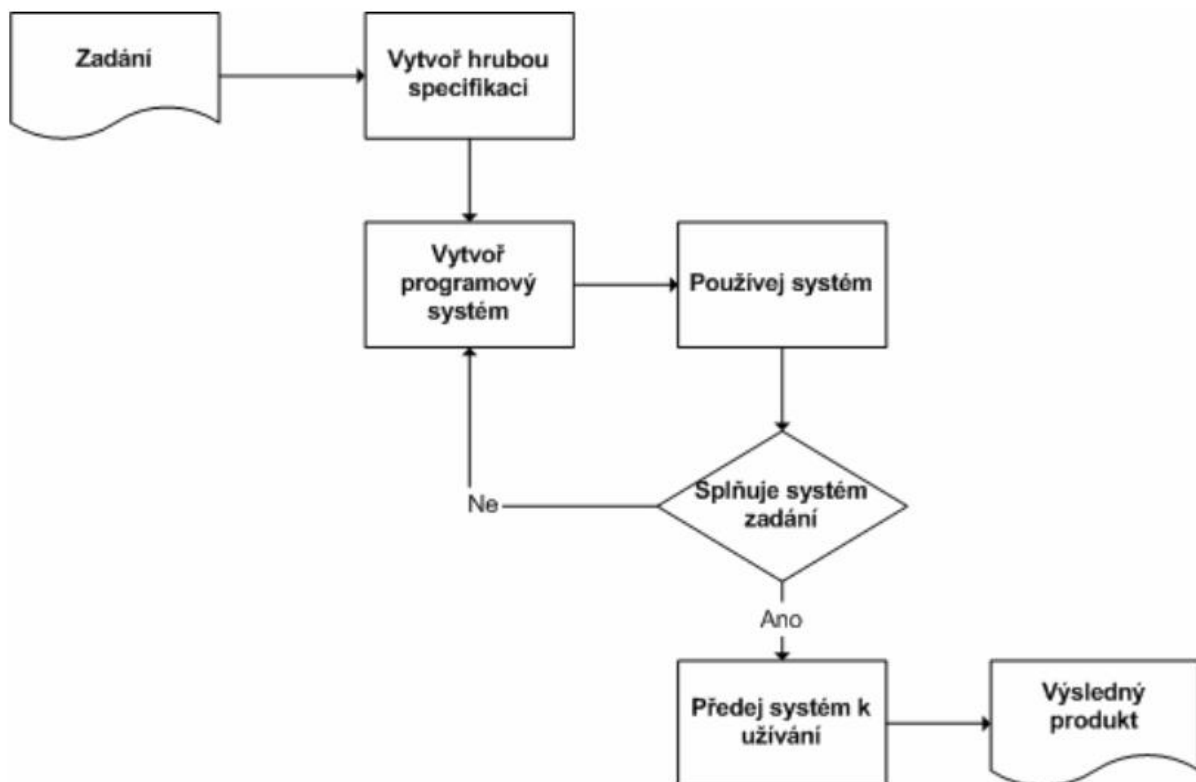 Zadání
Vytvoř hrubou
specifikaci
Vytvoř
programový
systém
Používej systém
Splňuje systém
zadání
Ne
Ano
Předej systém k
užívání
Výsledný
produkt